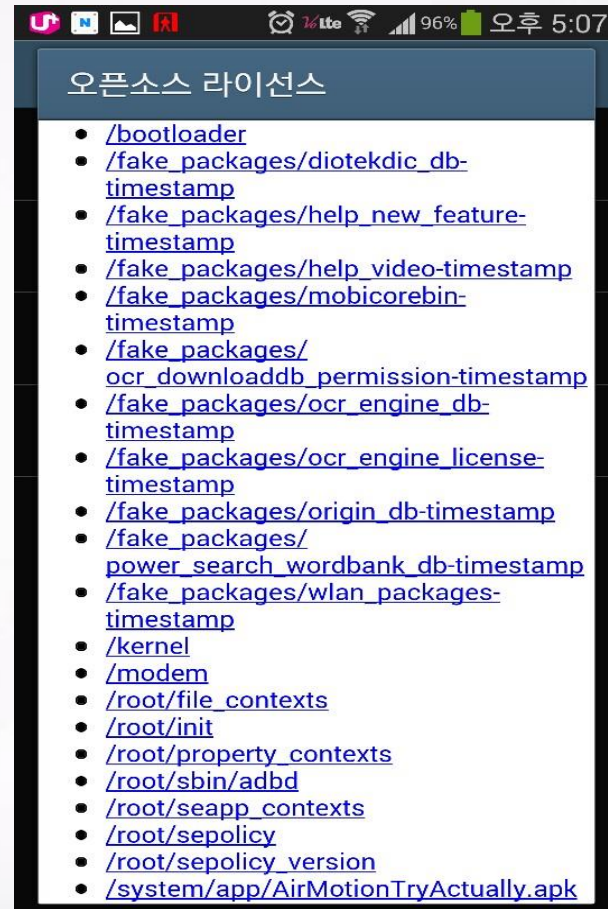 U+ N LTE 96% 오후 5:07
오픈소스 라이선스
/bootloader
/fake_packages/diotekdic_db-
timestamp
/fake_packages/help_new_feature-
timestamp
/fake_packages/help_video-timestamp
/fake_packages/mobicorebin-
timestamp
/fake_packages/
ocr_downloaddb_permission-timestamp
/fake_packages/ocr_engine_db-
timestamp
/fake_packages/ocr_engine_license-
timestamp
/fake_packages/origin_db-timestamp
/fake_packages/
power_search_wordbank_db-timestamp
/fake_packages/wlan_packages-
timestamp
/kernel
/modem
/root/file_contexts
/root/init
/root/property_contexts
/root/sbin/adbd
/root/seapp_contexts
/root/sepolicy
/root/sepolicy_version
/system/app/AirMotionTryActually.apk